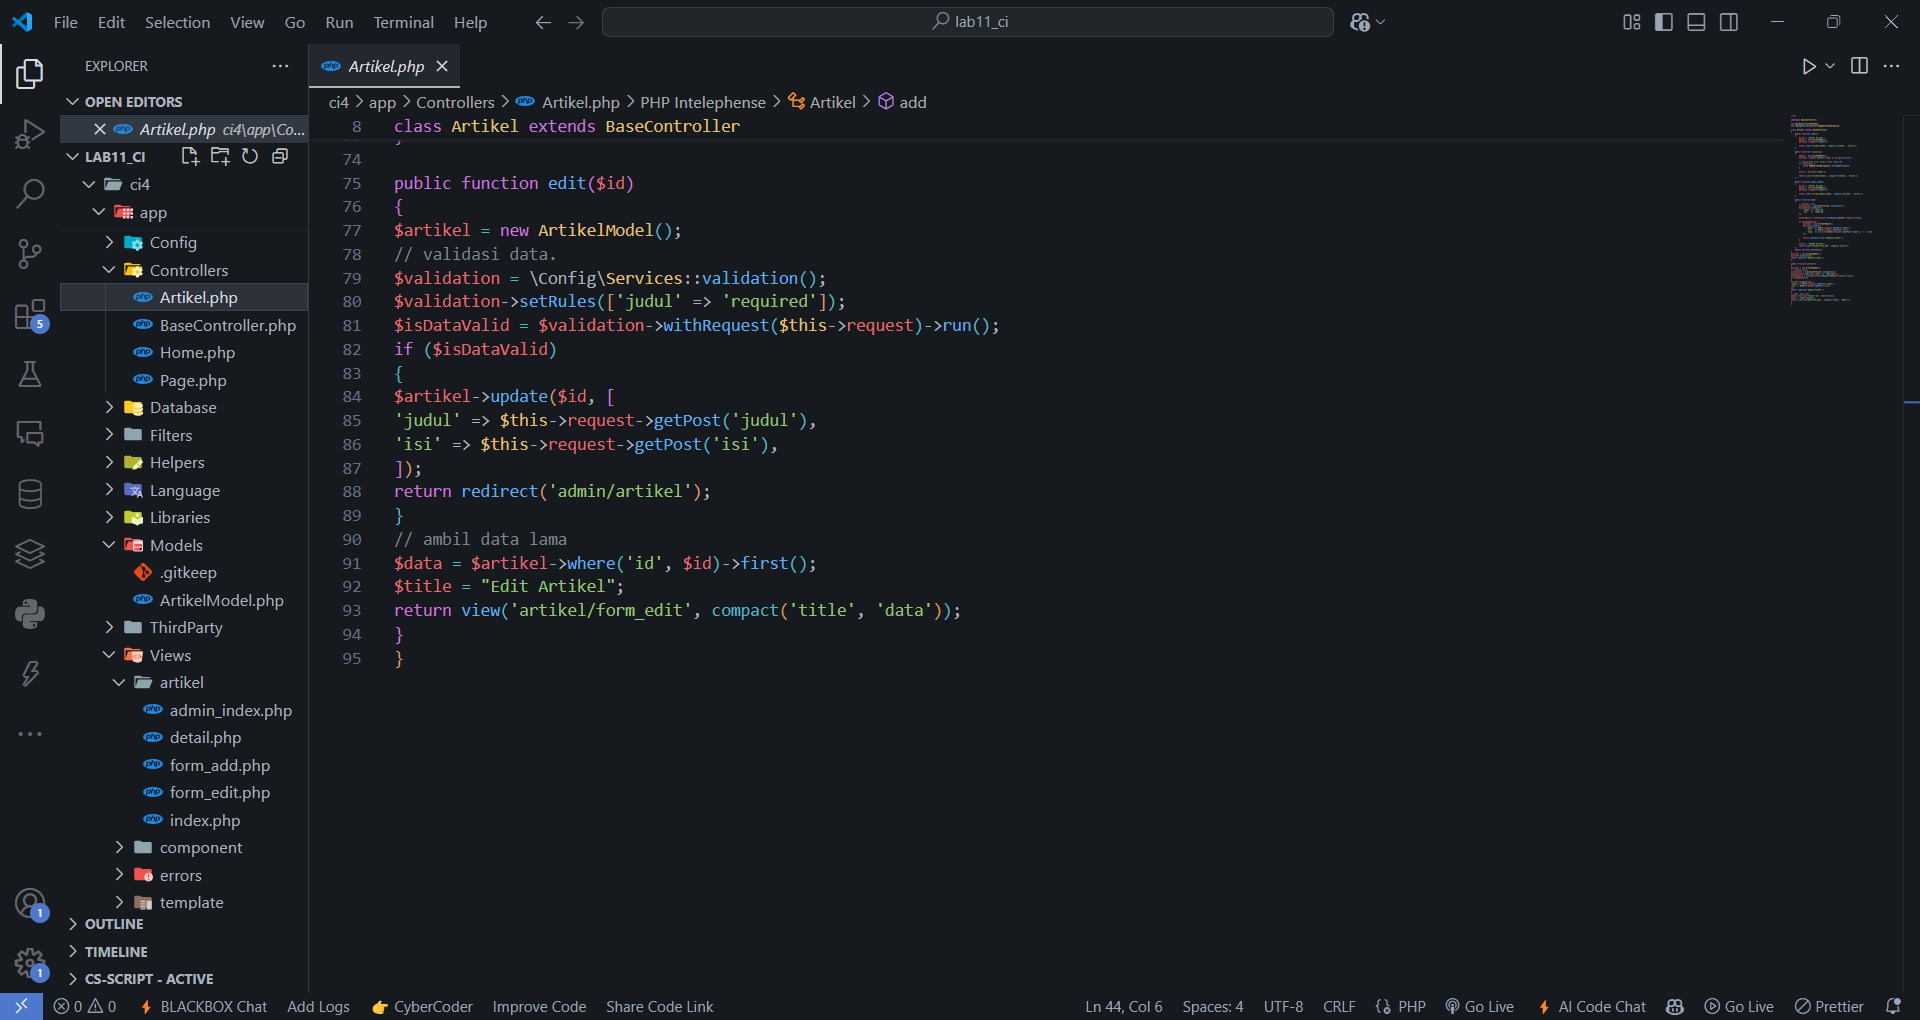 File Edit Selection View Go Run Terminal Help
lab11_ci
EXPLORER
OPEN EDITORS
Artikel.php ci4\app\Co...
LAB11_CI
ci4
app
Config
Controllers
Artikel.php
BaseController.php
Home.php
Page.php
Database
Filters
Helpers
Language
Libraries
Models
.gitkeep
ArtikelModel.php
ThirdParty
Views
artikel
admin_index.php
detail.php
form_add.php
form_edit.php
index.php
component
errors
template
OUTLINE
TIMELINE
CS-SCRIPT - ACTIVE
5
1
1
php Artikel.php
ci4 > app > Controllers > Artikel.php > PHP Intelephense > Artikel > add
8 class Artikel extends BaseController
74
75 public function edit($id)
76 {
77 $artikel = new ArtikelModel();
78 // validasi data.
79 $validation = \Config\Services::validation();
80 $validation->setRules(['judul' => 'required']);
81 $isDataValid = $validation->withRequest($this->request)->run();
82 if ($isDataValid)
83 {
84 $artikel->update($id, [
85 'judul' => $this->request->getPost('judul'),
86 'isi' => $this->request->getPost('isi'),
87 ]);
88 return redirect('admin/artikel');
89 }
90 // ambil data lama
91 $data = $artikel->where('id', $id)->first();
92 $title = "Edit Artikel";
93 return view('artikel/form_edit', compact('title', 'data'));
94 }
95 }
0 0 BLACKBOX Chat Add Logs CyberCoder Improve Code Share Code Link Ln 44, Col 6 Spaces: 4 UTF-8 CRLF {} PHP Go Live AI Code Chat Go Live Prettier